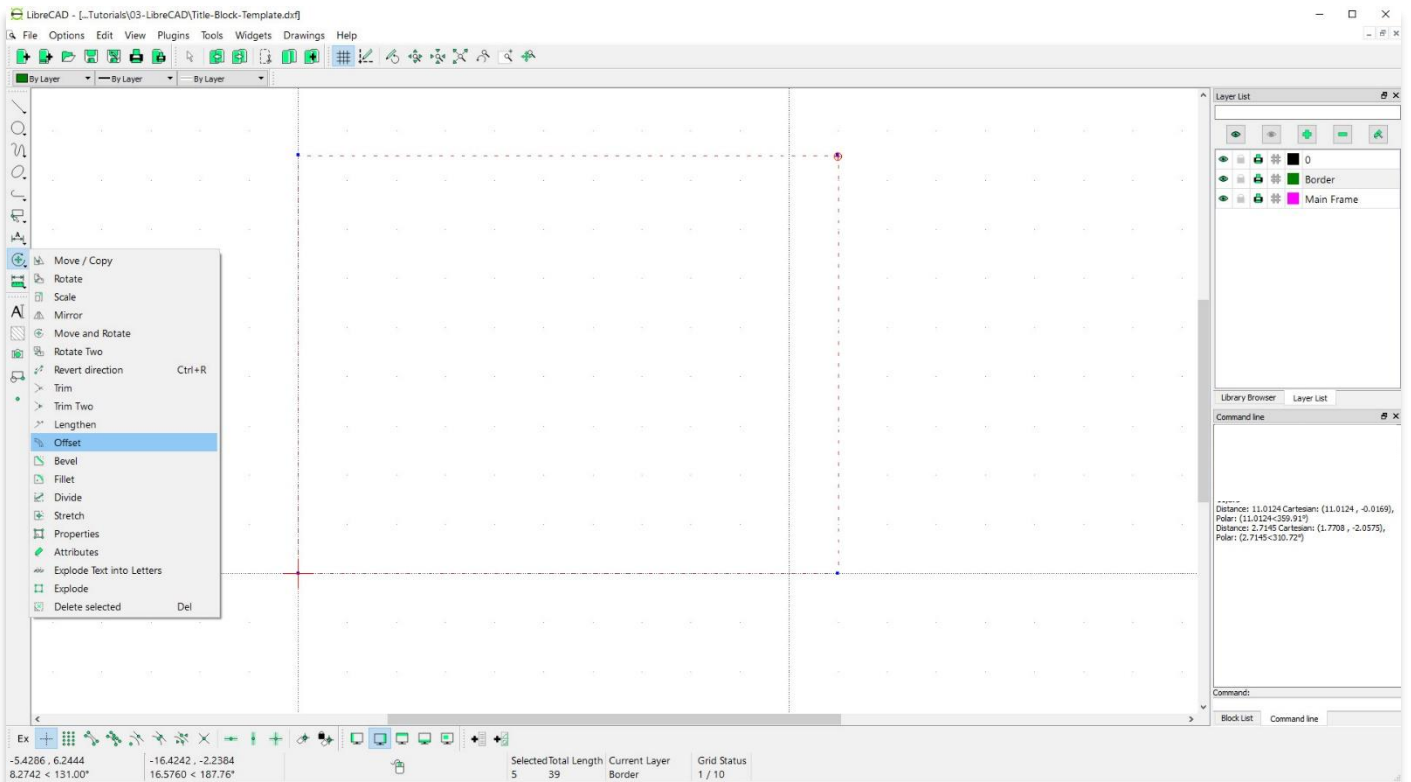 LibreCAD - [...Tutorials\03-LibreCAD\Title-Block-Template.dxf]
File Options Edit View Plugins Tools Widgets Drawings Help
By Layer By Layer By Layer
Layer List
0
Border
Main Frame
Move / Copy
Rotate
Scale
Mirror
Move and Rotate
Rotate Two
Revert direction Ctrl+R
Trim
Trim Two
Lengthen
Offset
Bevel
Fillet
Divide
Stretch
Properties
Attributes
Explode Text into Letters
Explode
Delete selected Del
Library Browser Layer List
Command line
Distance: 11.0124 Cartesian: (11.0124 , -0.0169),
Polar: (11.0124<359.91°)
Distance: 2.7145 Cartesian: (1.7708 , -2.0575),
Polar: (2.7145<310.72°)
Command:
Block List Command line
Ex
-5.4286 , 6.2444 -16.4242 , -2.2384 Selected Total Length Current Layer Grid Status
8.2742 < 131.00° 16.5760 < 187.76° 5 39 Border 1 / 10